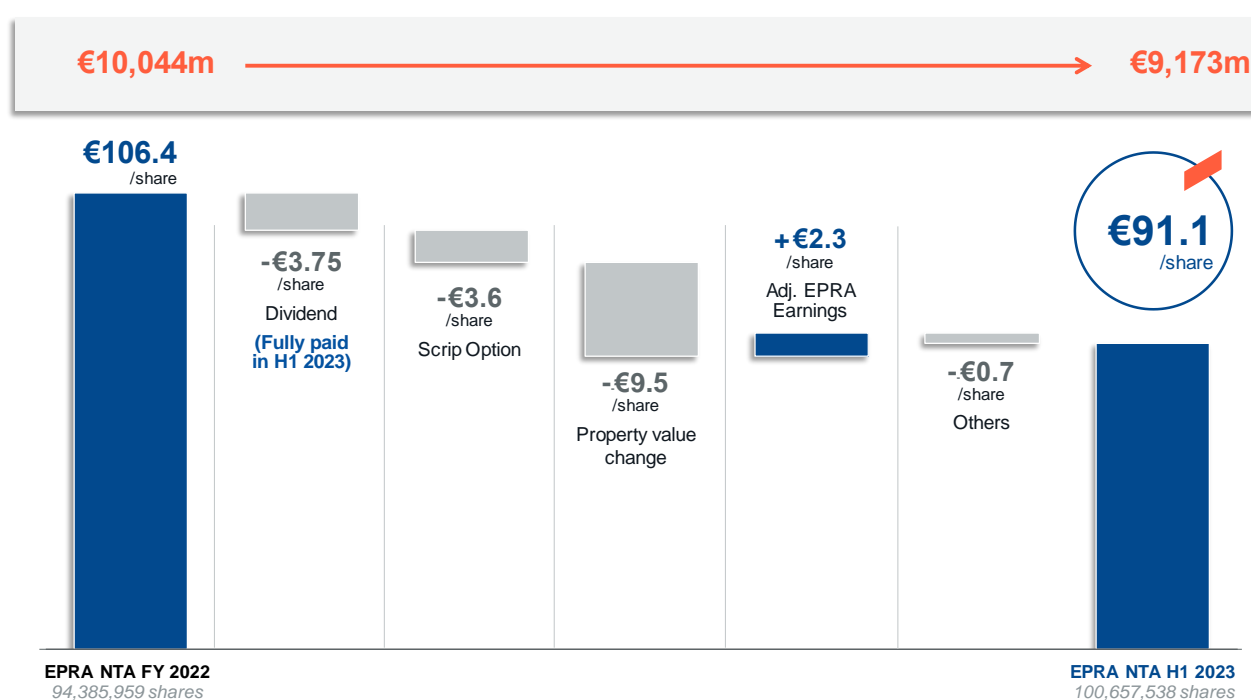 €10,044m
€9,173m
€106.4
/share
-€3.75
/share
Dividend
(Fully paid
in H1 2023)
-€3.6
/share
Scrip Option
-€9.5
/share
Property value
change
+€2.3
/share
Adj. EPRA
Earnings
-€0.7
/share
Others
€91.1
/share
EPRA NTA FY 2022
94,385,959 shares
EPRA NTA H1 2023
100,657,538 shares